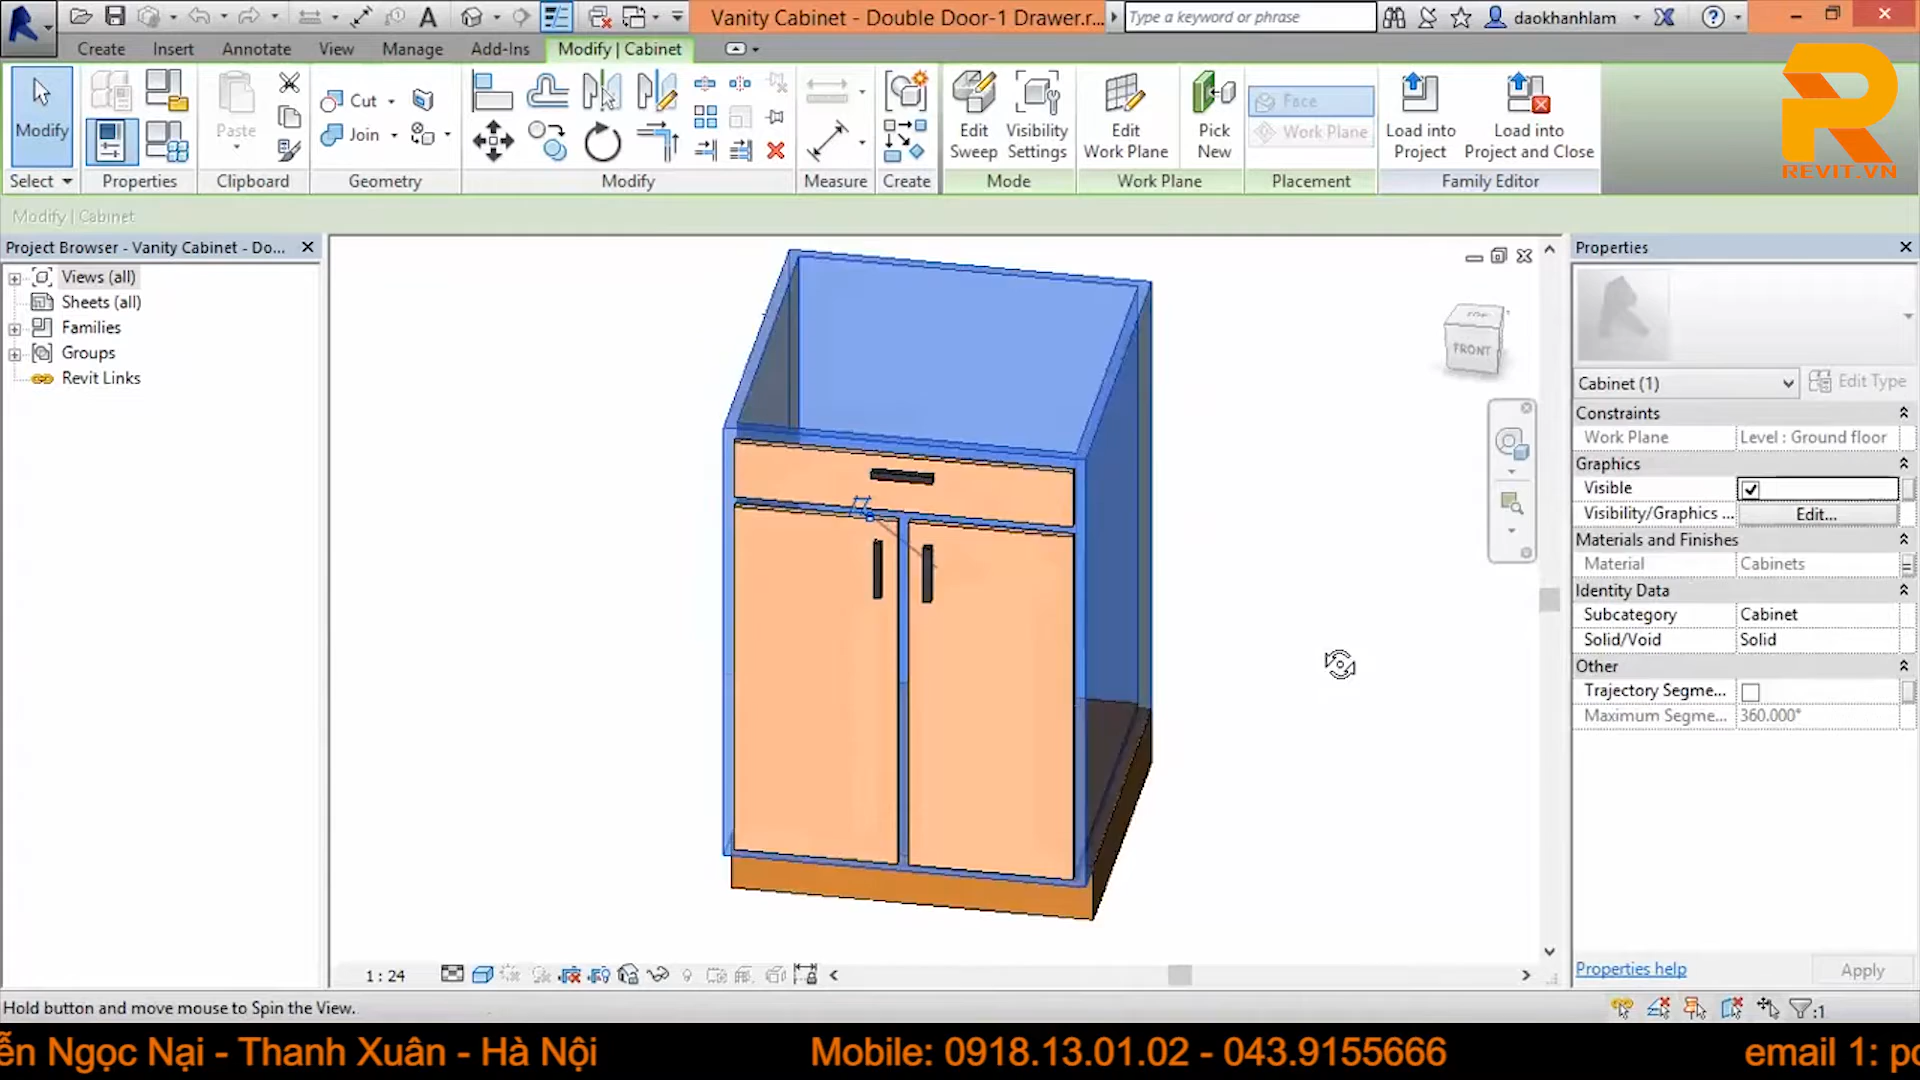 Vanity Cabinet - Double Door-1 Drawer.r...
Type a keyword or phrase
daokhanhlam
Create
Insert
Annotate
View
Manage
Add-Ins
Modify | Cabinet
Modify
Select
Properties
Paste
Clipboard
Cut
Join
Geometry
Modify
Measure
Create
Edit
Sweep
Visibility
Settings
Mode
Edit
Work Plane
Pick
New
Work Plane
Face
Work Plane
Placement
Load into
Project
Load into
Project and Close
Family Editor
REVIT.VN
Modify | Cabinet
Project Browser - Vanity Cabinet - Do...
Views (all)
Sheets (all)
Families
Groups
Revit Links
TOP
FRONT
Properties
Cabinet (1)
Edit Type
Constraints
Work Plane
Level : Ground floor
Graphics
Visible
Visibility/Graphics ...
Edit...
Materials and Finishes
Material
Cabinets
Identity Data
Subcategory
Cabinet
Solid/Void
Solid
Other
Trajectory Segme...
Maximum Segme...
360.000°
Properties help
Apply
1 : 24
Hold button and move mouse to Spin the View.
:1
ễn Ngọc Nại - Thanh Xuân - Hà Nội
Mobile: 0918.13.01.02 - 043.9155666
email 1: po